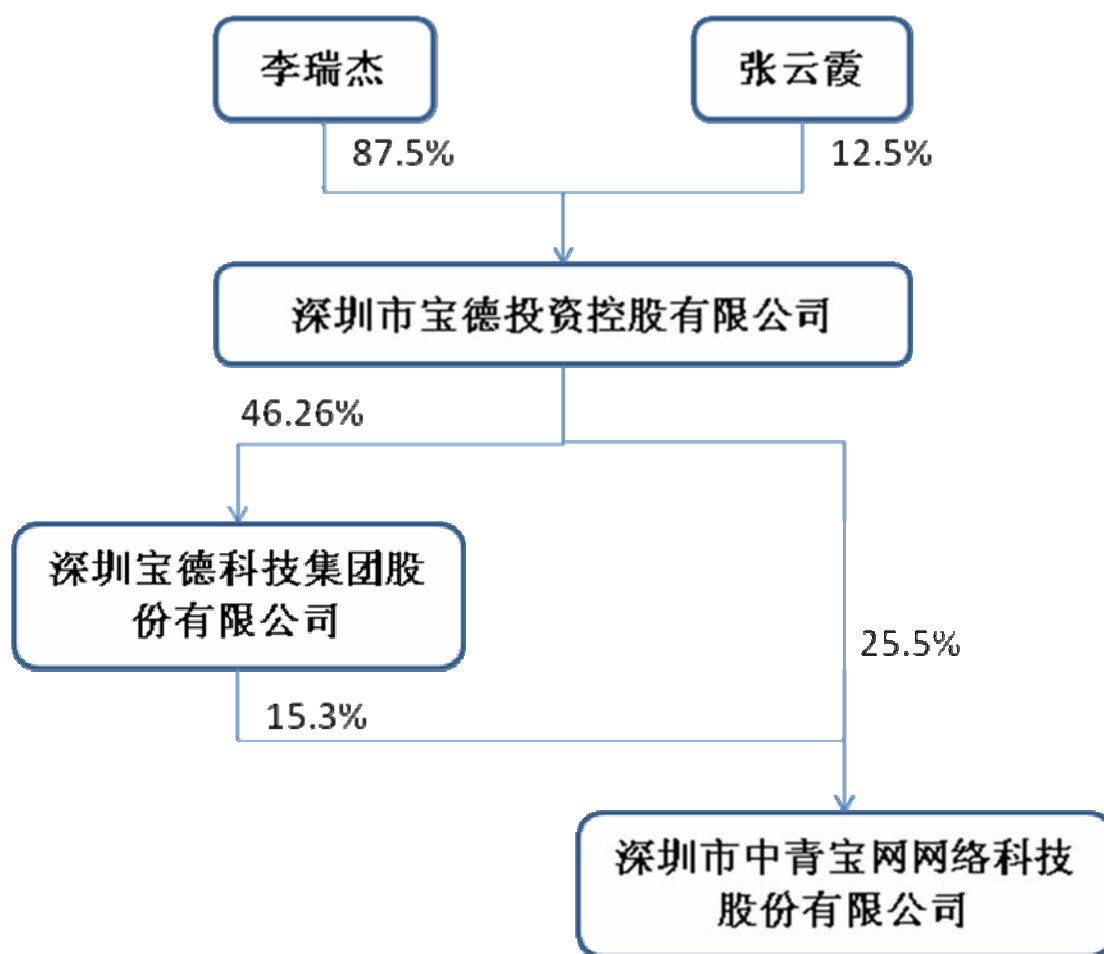 李瑞杰
张云霞
87.5%
12.5%
深圳市宝德投资控股有限公司
46.26%
深圳宝德科技集团股
份有限公司
25.5%
15.3%
深圳市中青宝网网络科技
股份有限公司